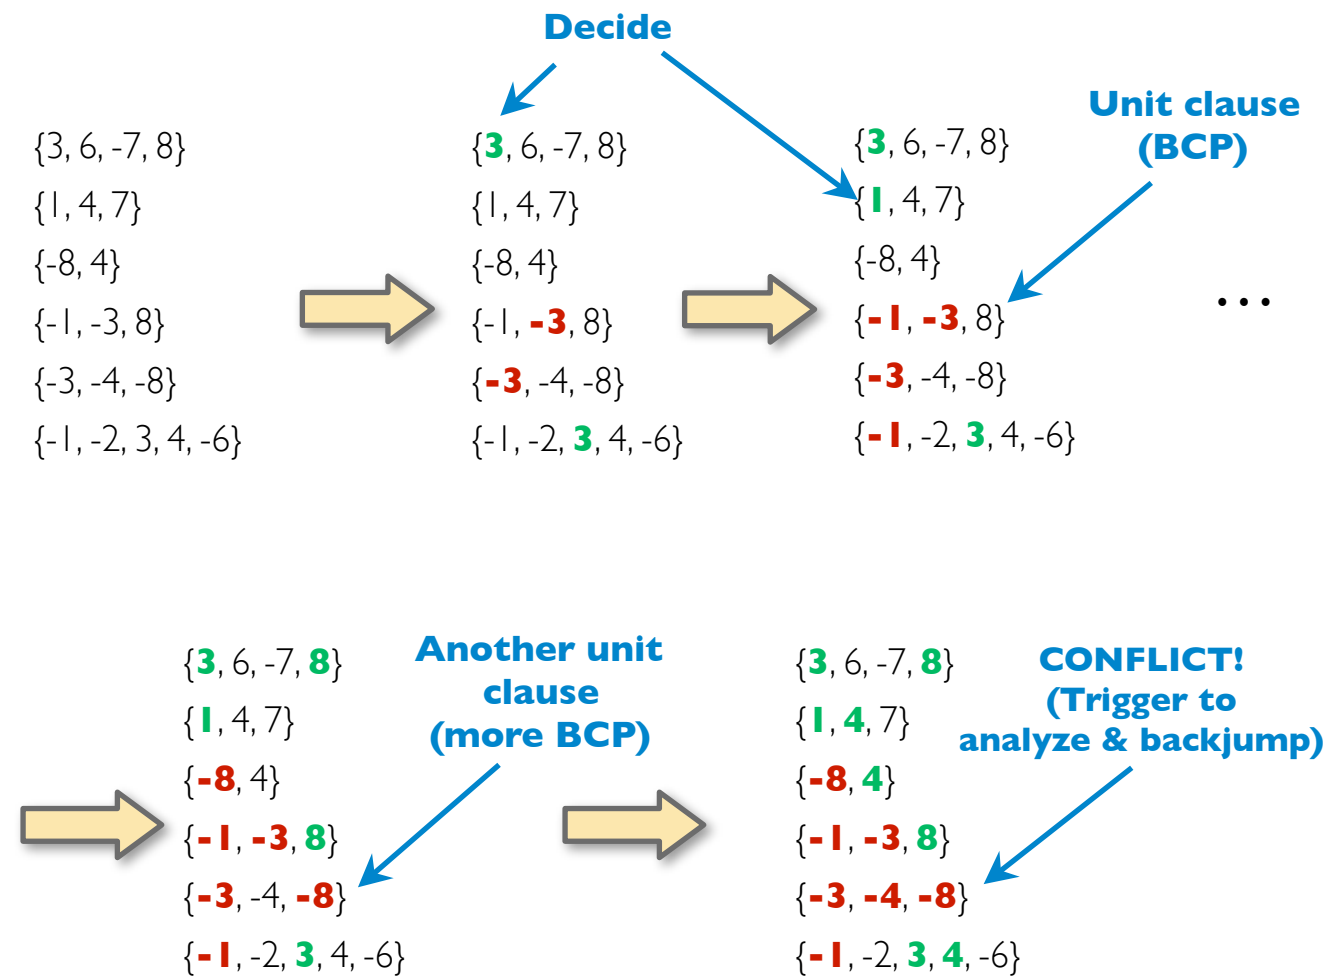 Decide
Unit clause
(BCP)
{3, 6, -7, 8}
{1, 4, 7}
{-8, 4}
{-1, -3, 8}
{-3, -4, -8}
{-1, -2, 3, 4, -6}
{3, 6, -7, 8}
{1, 4, 7}
{-8, 4}
{-1, -3, 8}
{-3, -4, -8}
{-1, -2, 3, 4, -6}
{3, 6, -7, 8}
{1, 4, 7}
{-8, 4}
{-1, -3, 8}
{-3, -4, -8}
{-1, -2, 3, 4, -6}
...
{3, 6, -7, 8}
{1, 4, 7}
{-8, 4}
{-1, -3, 8}
{-3, -4, -8}
{-1, -2, 3, 4, -6}
Another unit
clause
(more BCP)
{3, 6, -7, 8}
{1, 4, 7}
{-8, 4}
{-1, -3, 8}
{-3, -4, -8}
{-1, -2, 3, 4, -6}
CONFLICT!
(Trigger to
analyze & backjump)